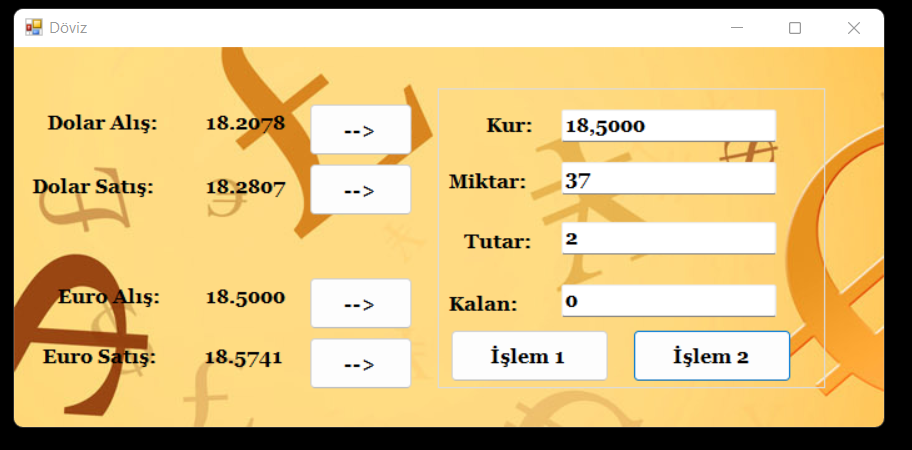 Döviz
Dolar Alış: 18.2078 -->
Dolar Satış: 18.2807 -->
Euro Alış: 18.5000 -->
Euro Satış: 18.5741 -->
Kur: 18,5000
Miktar: 37
Tutar: 2
Kalan: 0
İşlem 1 İşlem 2